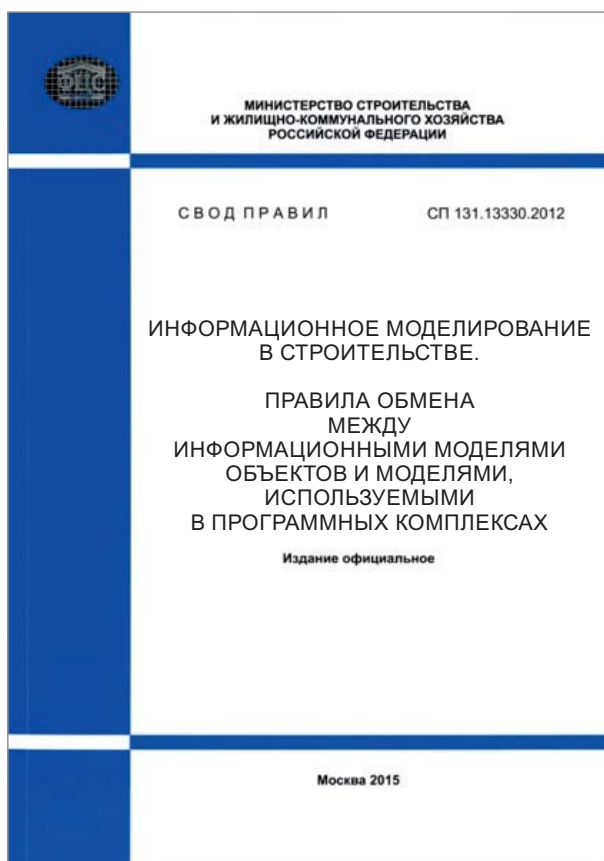 ФЦС
МИНИСТЕРСТВО СТРОИТЕЛЬСТВА
И ЖИЛИЩНО-КОММУНАЛЬНОГО ХОЗЯЙСТВА
РОССИЙСКОЙ ФЕДЕРАЦИИ
СВОД ПРАВИЛ СП 131.13330.2012
ИНФОРМАЦИОННОЕ МОДЕЛИРОВАНИЕ
В СТРОИТЕЛЬСТВЕ.
ПРАВИЛА ОБМЕНА
МЕЖДУ
ИНФОРМАЦИОННЫМИ МОДЕЛЯМИ
ОБЪЕКТОВ И МОДЕЛЯМИ,
ИСПОЛЬЗУЕМЫМИ
В ПРОГРАММНЫХ КОМПЛЕКСАХ
Издание официальное
Москва 2015